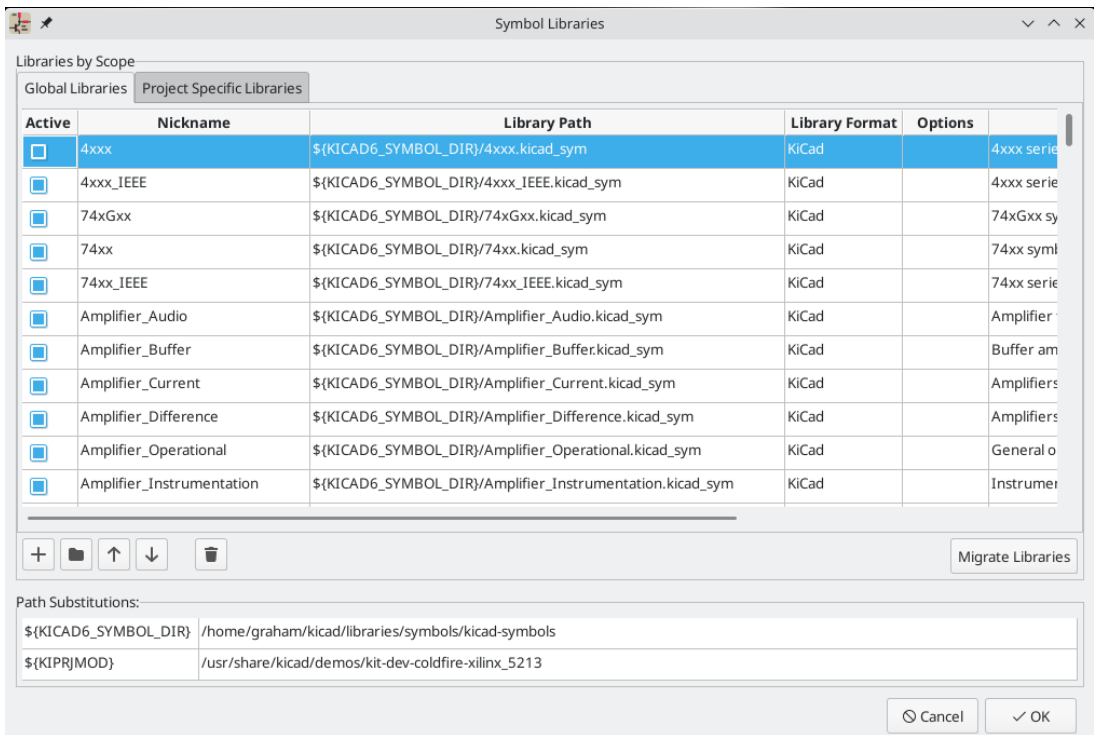 Symbol Libraries
Libraries by Scope
Global Libraries Project Specific Libraries
Active Nickname Library Path Library Format Options
4xxx ${KICAD6_SYMBOL_DIR}/4xxx.kicad_sym KiCad 4xxx serie
4xxx_IEEE ${KICAD6_SYMBOL_DIR}/4xxx_IEEE.kicad_sym KiCad 4xxx serie
74xGxx ${KICAD6_SYMBOL_DIR}/74xGxx.kicad_sym KiCad 74xGxx sy
74xx ${KICAD6_SYMBOL_DIR}/74xx.kicad_sym KiCad 74xx symb
74xx_IEEE ${KICAD6_SYMBOL_DIR}/74xx_IEEE.kicad_sym KiCad 74xx serie
Amplifier_Audio ${KICAD6_SYMBOL_DIR}/Amplifier_Audio.kicad_sym KiCad Amplifier
Amplifier_Buffer ${KICAD6_SYMBOL_DIR}/Amplifier_Buffer.kicad_sym KiCad Buffer am
Amplifier_Current ${KICAD6_SYMBOL_DIR}/Amplifier_Current.kicad_sym KiCad Amplifiers
Amplifier_Difference ${KICAD6_SYMBOL_DIR}/Amplifier_Difference.kicad_sym KiCad Amplifiers
Amplifier_Operational ${KICAD6_SYMBOL_DIR}/Amplifier_Operational.kicad_sym KiCad General o
Amplifier_Instrumentation ${KICAD6_SYMBOL_DIR}/Amplifier_Instrumentation.kicad_sym KiCad Instrumen
Migrate Libraries
Path Substitutions:
${KICAD6_SYMBOL_DIR} /home/graham/kicad/libraries/symbols/kicad-symbols
${KIPRJMOD} /usr/share/kicad/demos/kit-dev-coldfire-xilinx_5213
Cancel OK